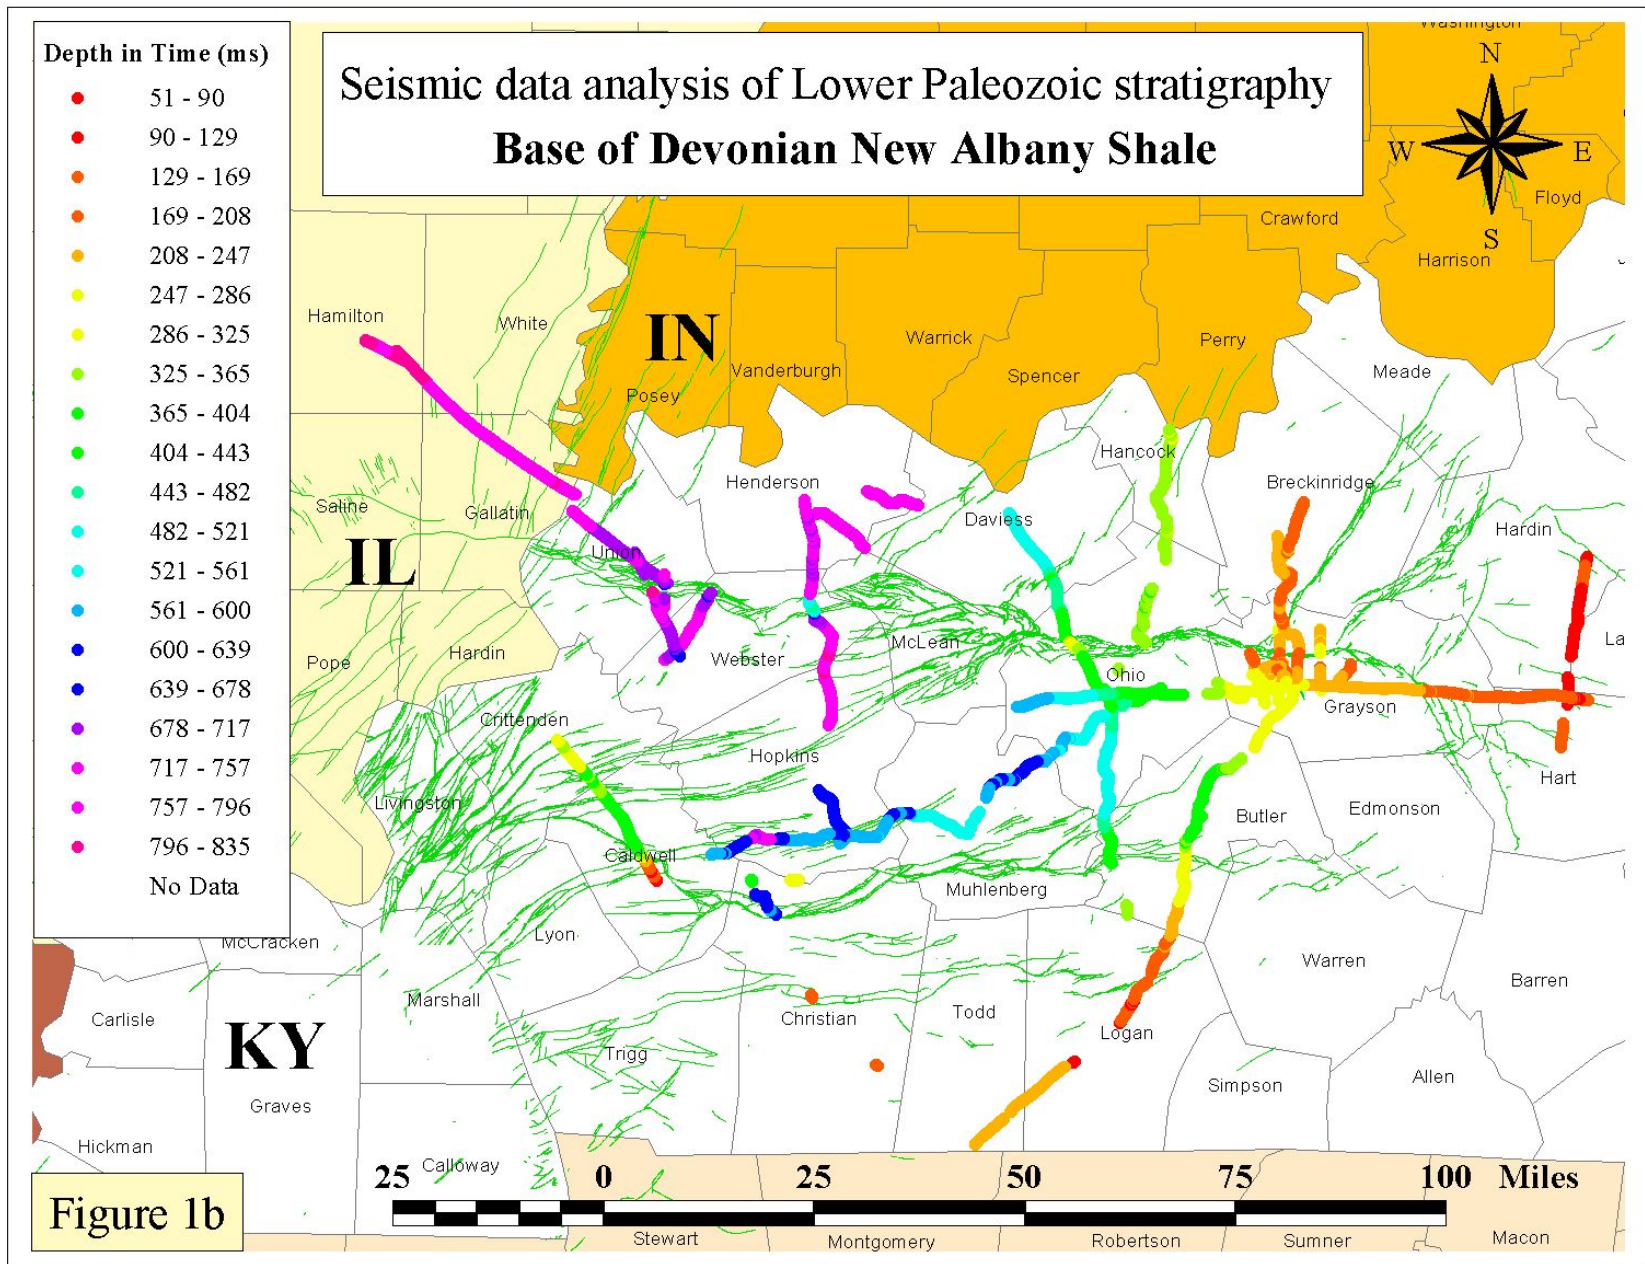 Depth in Time (ms)
51 - 90
90 - 129
129 - 169
169 - 208
208 - 247
247 - 286
286 - 325
325 - 365
365 - 404
404 - 443
443 - 482
482 - 521
521 - 561
561 - 600
600 - 639
639 - 678
678 - 717
717 - 757
757 - 796
796 - 835
No Data
Seismic data analysis of Lower Paleozoic stratigraphy
Base of Devonian New Albany Shale
Washington
N
W
E
S
Floyd
Crawford
Harrison
Hamilton
White
IN
Warrick
Perry
Vanderburgh
Spencer
Meade
Posey
Hancock
Henderson
Breckinridge
Saline
Gallatin
Daviess
Hardin
Union
IL
McLean
La
Pope
Hardin
Webster
Ohio
Crittenden
Grayson
Hopkins
Hart
Livingston
Edmonson
Butler
Caldwell
Muhlenberg
Lyon
McCracken
Warren
Barren
Marshall
Carlisle
Christian
Todd
Logan
KY
Trigg
Allen
Simpson
Graves
Hickman
Calloway
25 0 25 50 75 100 Miles
Figure 1b
Stewart
Montgomery
Robertson
Sumner
Macon